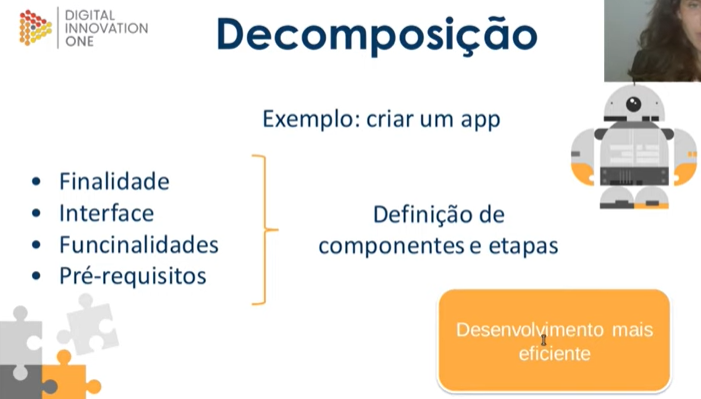 DIGITAL
INNOVATION
ONE
Decomposição
Exemplo: criar um app
• Finalidade
• Interface
• Funcinalidades
• Pré-requisitos
Definição de
componentes e etapas
Desenvolvimento mais
eficiente